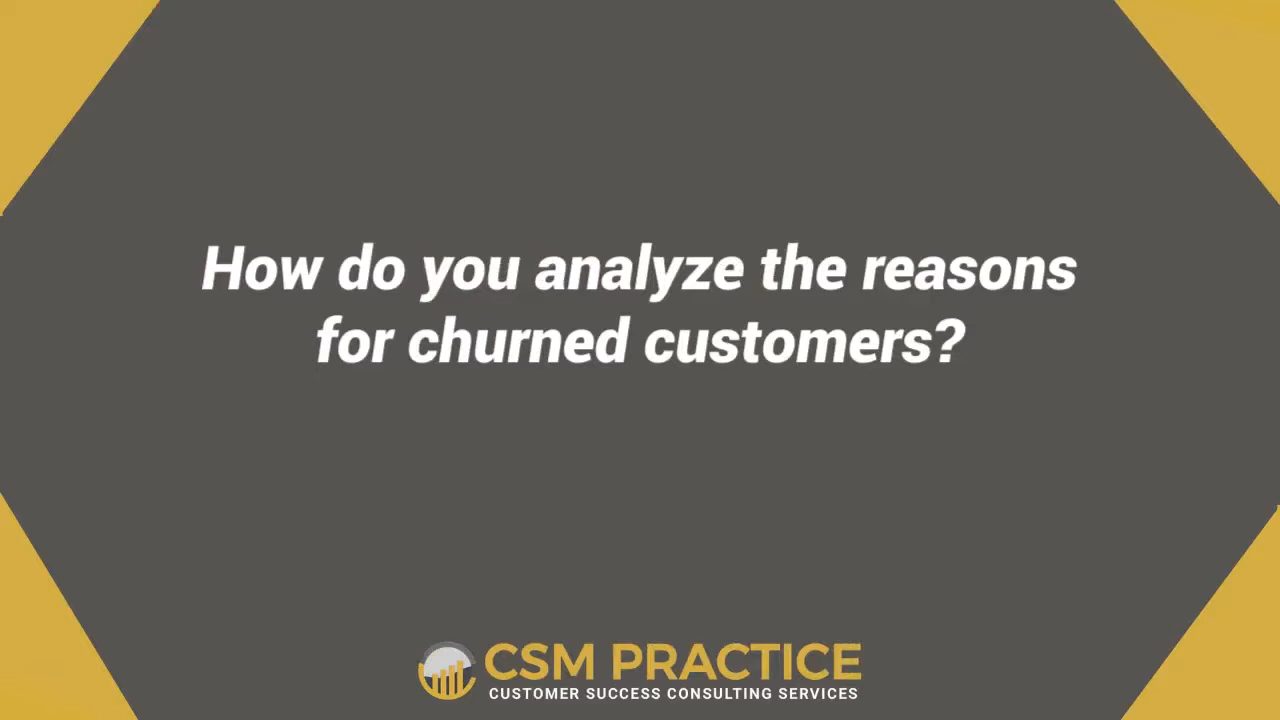 How do you analyze the reasons
for churned customers?
CSM PRACTICE
CUSTOMER SUCCESS CONSULTING SERVICES